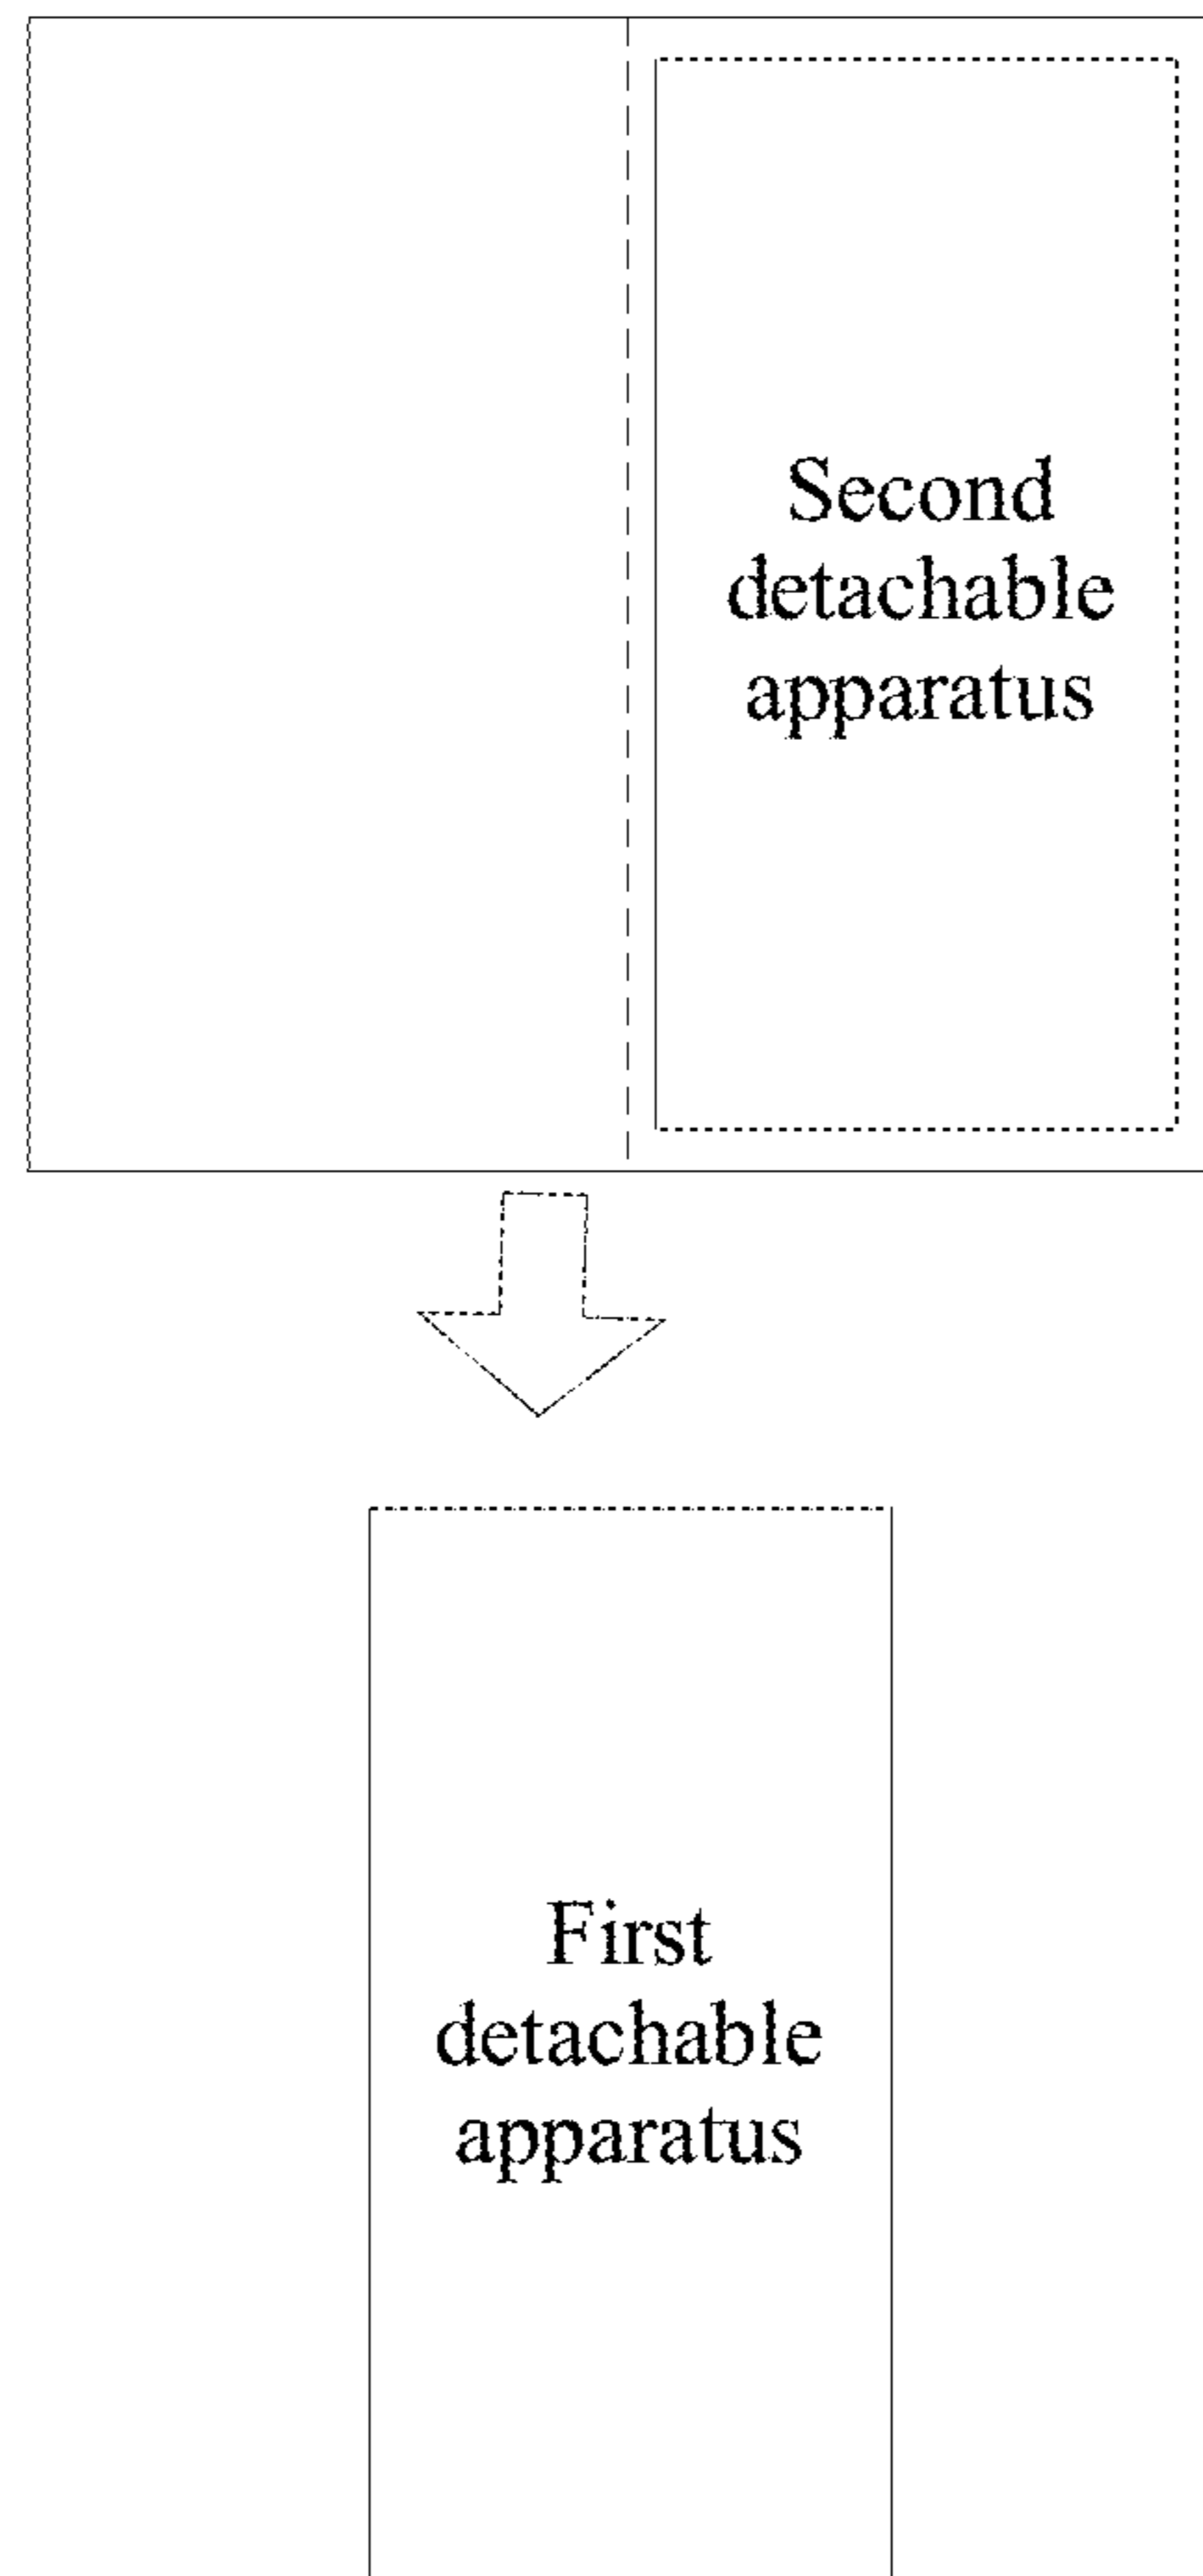 Second
detachable
apparatus
First
detachable
apparatus